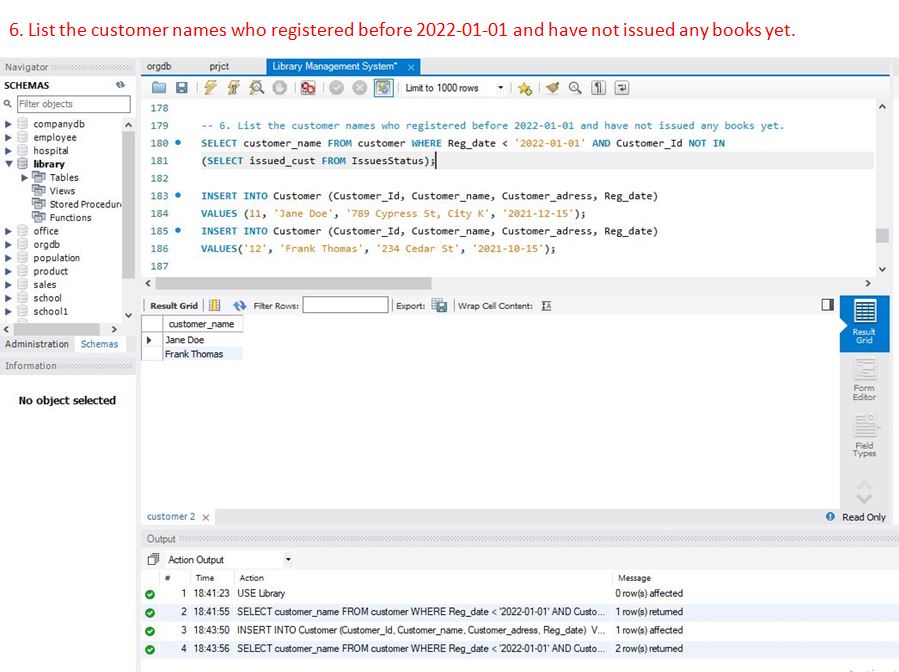 6. List the customer names who registered before 2022-01-01 and have not issued any books yet.
Navigator
SCHEMAS
Filter objects
companydb
employee
hospital
library
Tables
Views
Stored Procedur
Functions
office
orgdb
population
product
sales
school
school1
Administration Schemas
Information
No object selected
orgdb prjct Library Management System* ×
Limit to 1000 rows
178
179 -- 6. List the customer names who registered before 2022-01-01 and have not issued any books yet.
180 SELECT customer_name FROM customer WHERE Reg_date < '2022-01-01' AND Customer_Id NOT IN
181 (SELECT issued_cust FROM IssuesStatus);
182
183 INSERT INTO Customer (Customer_Id, Customer_name, Customer_adress, Reg_date)
184 VALUES (11, 'Jane Doe', '789 Cypress St, City K', '2021-12-15');
185 INSERT INTO Customer (Customer_Id, Customer_name, Customer_adress, Reg_date)
186 VALUES('12', 'Frank Thomas', '234 Cedar St', '2021-10-15');
187
Result Grid Filter Rows: Export: Wrap Cell Content:
customer_name
Jane Doe
Frank Thomas
Result
Grid
Form
Editor
Field
Types
customer 2 × Read Only
Output
Action Output
# Time Action Message
1 18:41:23 USE Library 0 row(s) affected
2 18:41:55 SELECT customer_name FROM customer WHERE Reg_date < '2022-01-01' AND Custo... 1 row(s) returned
3 18:43:50 INSERT INTO Customer (Customer_Id, Customer_name, Customer_adress, Reg_date) V... 1 row(s) affected
4 18:43:56 SELECT customer_name FROM customer WHERE Reg_date < '2022-01-01' AND Custo... 2 row(s) returned